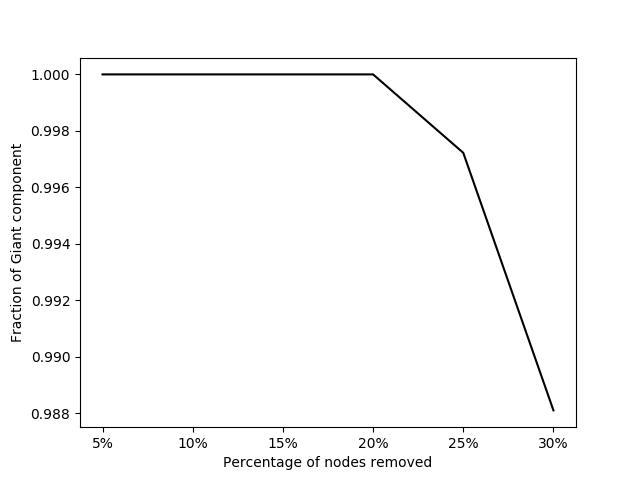 1.000
0.998
0.996
0.994
0.992
0.990
0.988
Fraction of Giant component
5% 10% 15% 20% 25% 30%
Percentage of nodes removed